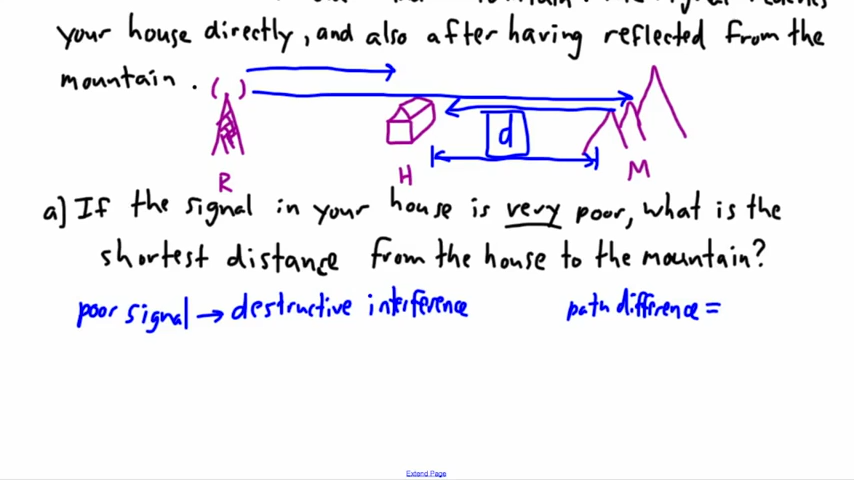 your house directly, and also after having reflected from the
mountain.
d
R
H
M
a] If the signal in your house is very poor, what is the
shortest distance from the house to the mountain?
poor signal → destructive interference
path difference =
Extend Page